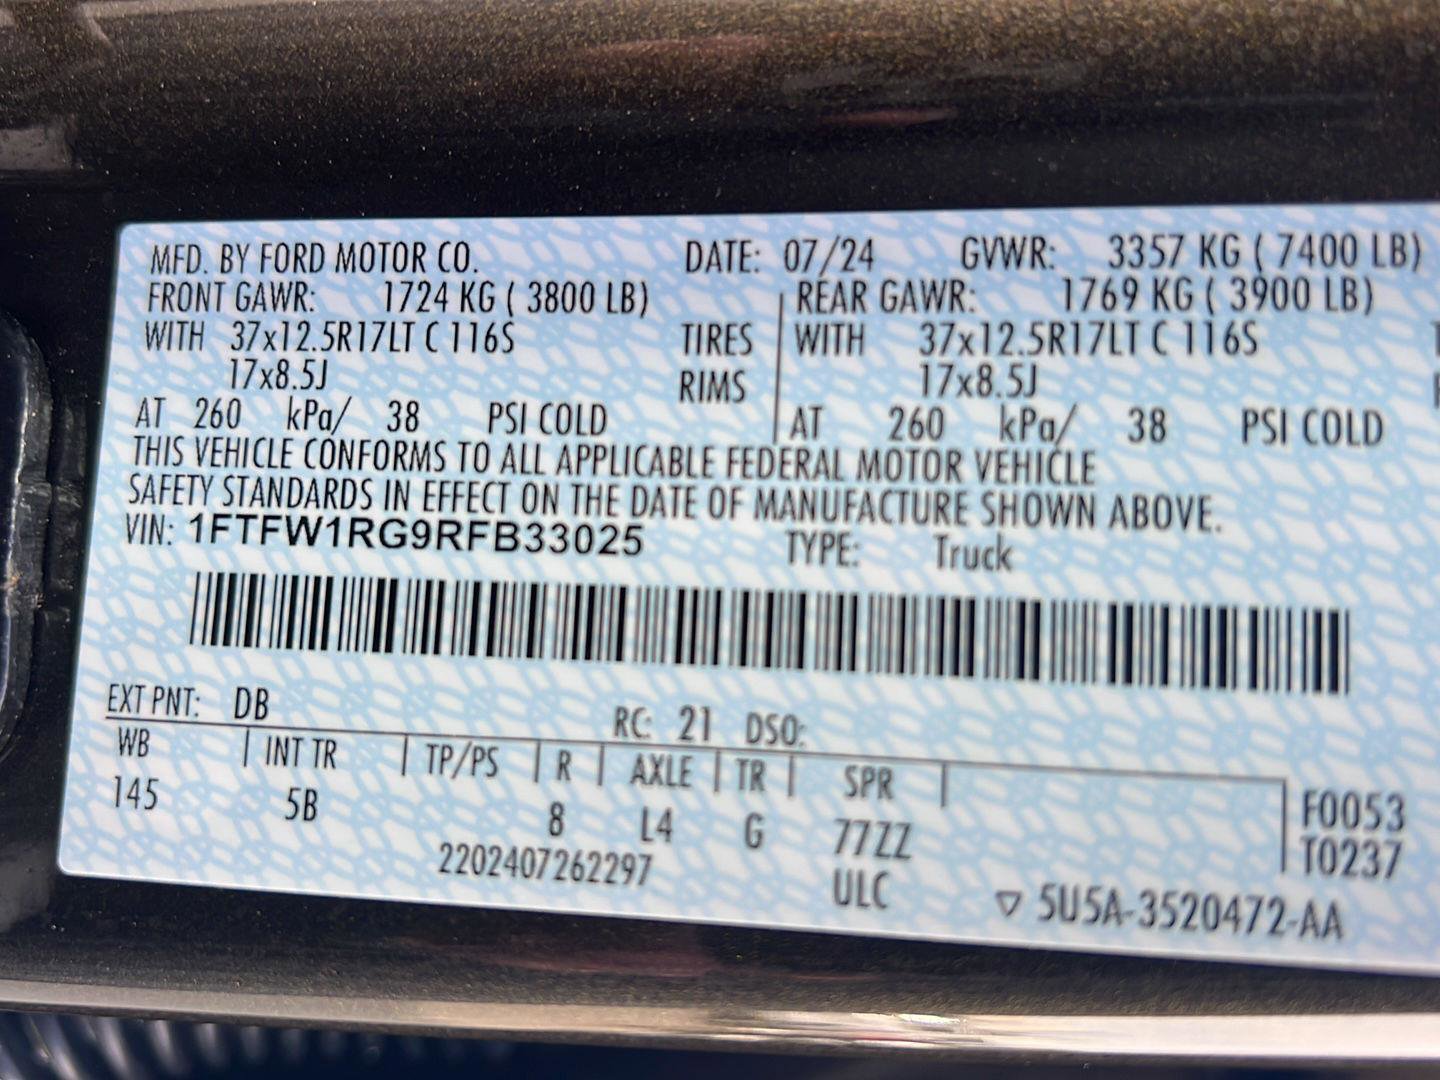 MFD. BY FORD MOTOR CO. DATE: 07/24 GVWR: 3357 KG ( 7400 LB)
FRONT GAWR: 1724 KG ( 3800 LB) REAR GAWR: 1769 KG ( 3900 LB)
WITH 37x12.5R17LT C 116S TIRES WITH 37x12.5R17LT C 116S
17x8.5J RIMS 17x8.5J
AT 260 kPa/ 38 PSI COLD AT 260 kPa/ 38 PSI COLD
THIS VEHICLE CONFORMS TO ALL APPLICABLE FEDERAL MOTOR VEHICLE
SAFETY STANDARDS IN EFFECT ON THE DATE OF MANUFACTURE SHOWN ABOVE.
VIN: 1FTFW1RG9RFB33025 TYPE: Truck
EXT PNT: DB RC: 21 DSO:
WB INT TR TP/PS R AXLE TR SPR
145 5B 8 L4 G 77ZZ F0053
2202407262297 ULC T0237
▽ 5U5A-3520472-AA